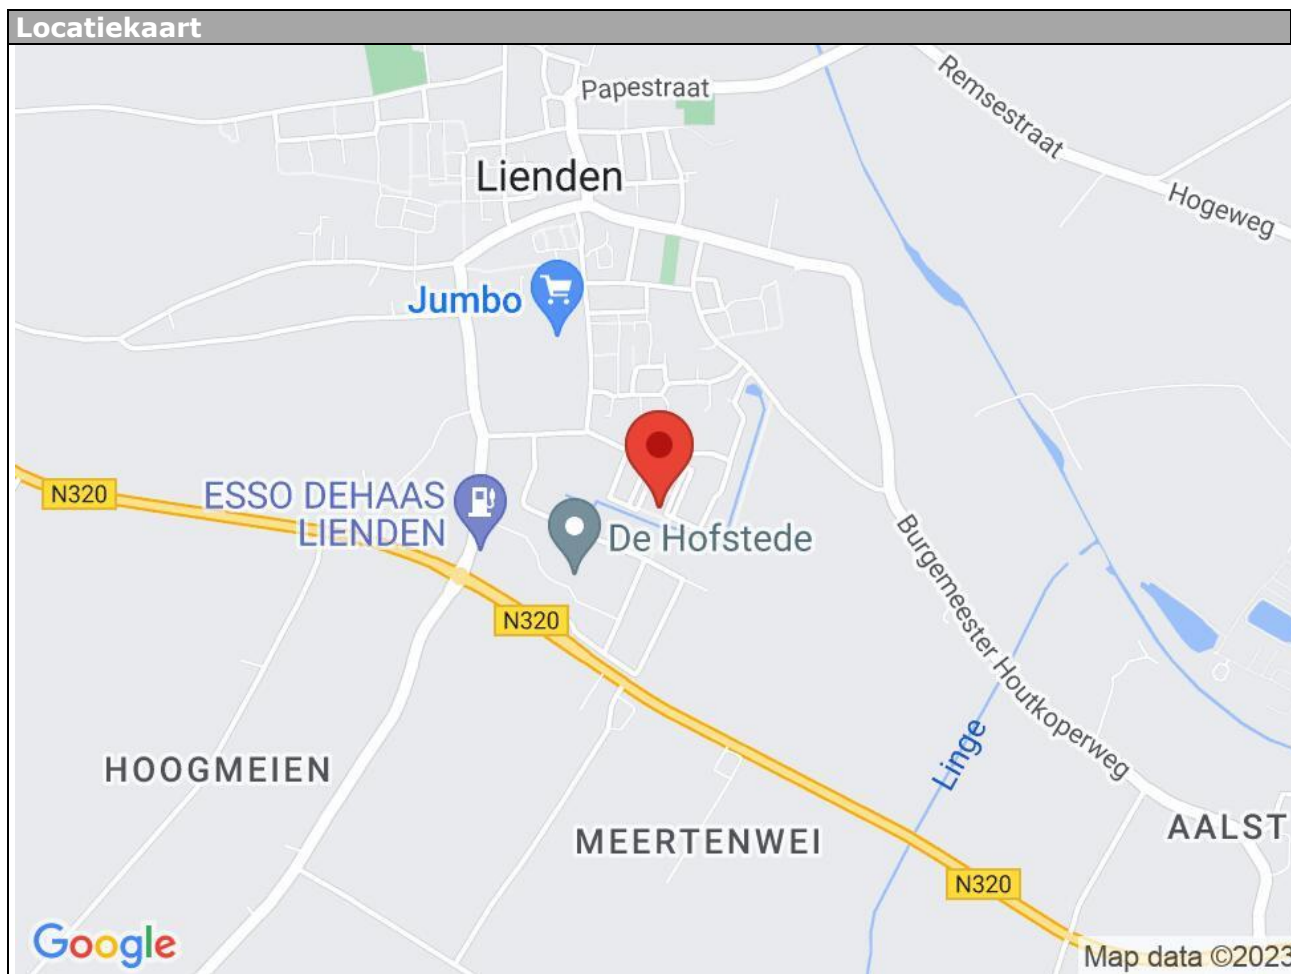 Locatiekaart
Papestraat
Remsestraat
Lienden
Hogeweg
Jumbo
N320
ESSO DEHAAS
LIENDEN
De Hofstede
Burgemeester Houtkoperweg
N320
Linge
HOOGMEIEN
MEERTENWEI
AALST
N320
Google
Map data ©2023